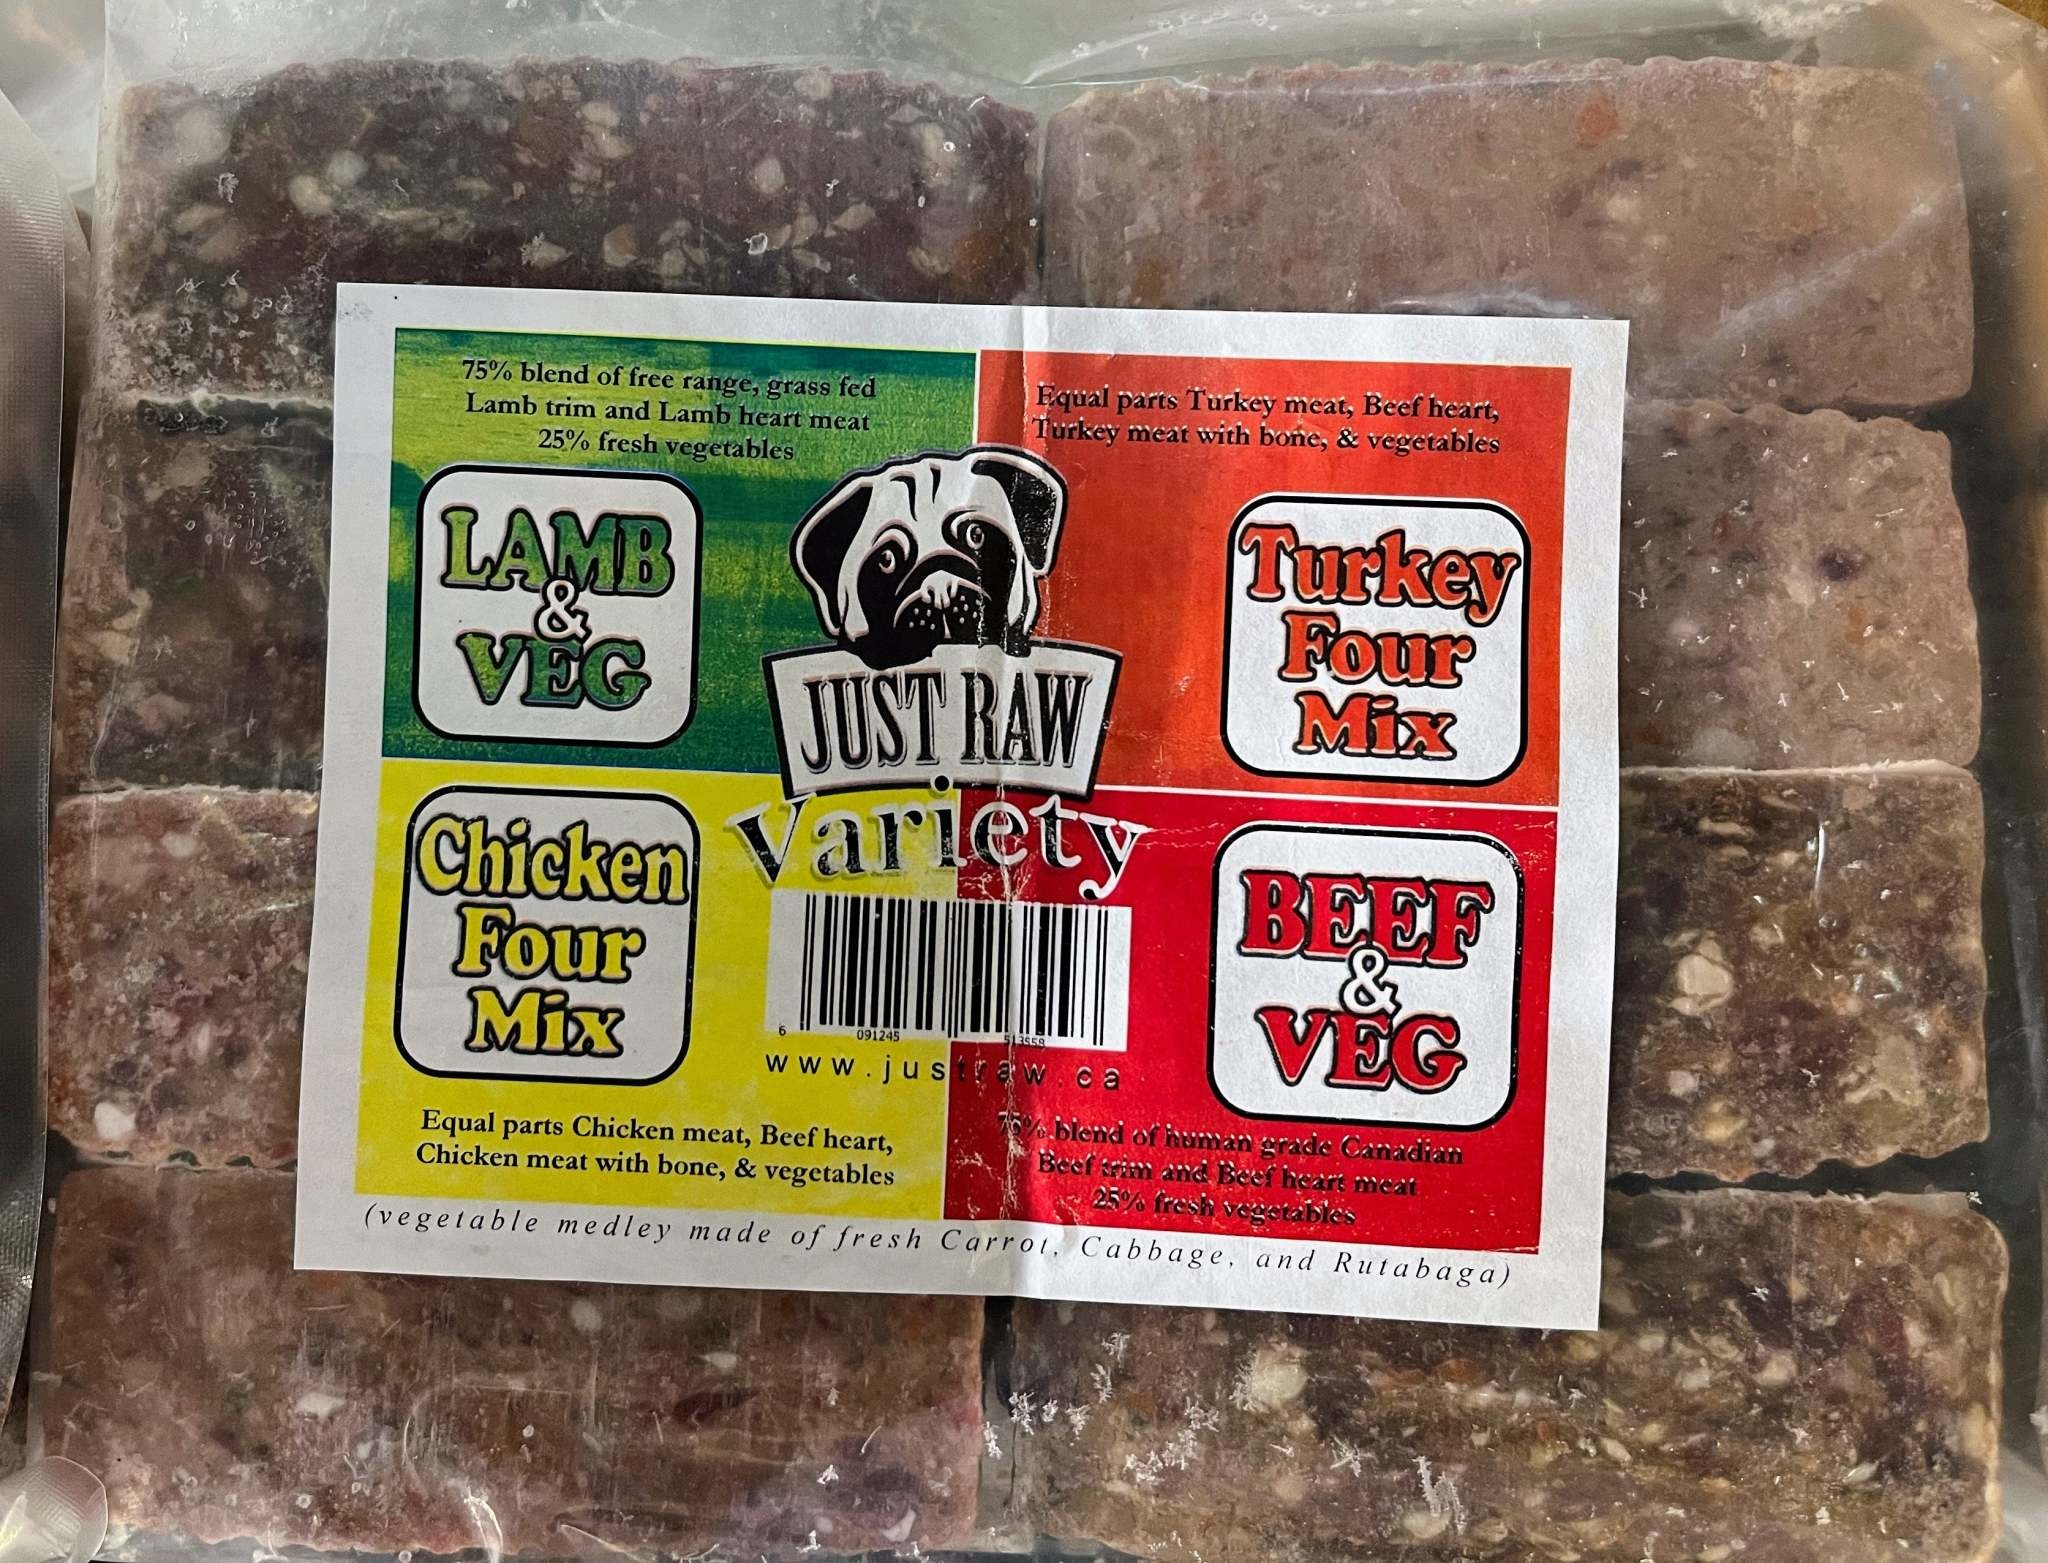 75% blend of free range, grass fed
Lamb trim and Lamb heart meat
25% fresh vegetables
LAMB
&
VEG
Equal parts Turkey meat, Beef heart,
Turkey meat with bone, & vegetables
Turkey
Four
Mix
JUST RAW
Variety
Chicken
Four
Mix
Equal parts Chicken meat, Beef heart,
Chicken meat with bone, & vegetables
BEEF
&
VEG
75% blend of human grade Canadian
Beef trim and Beef heart meat
25% fresh vegetables
6 091245 513559
www.justraw.ca
(vegetable medley made of fresh Carrot, Cabbage, and Rutabaga)